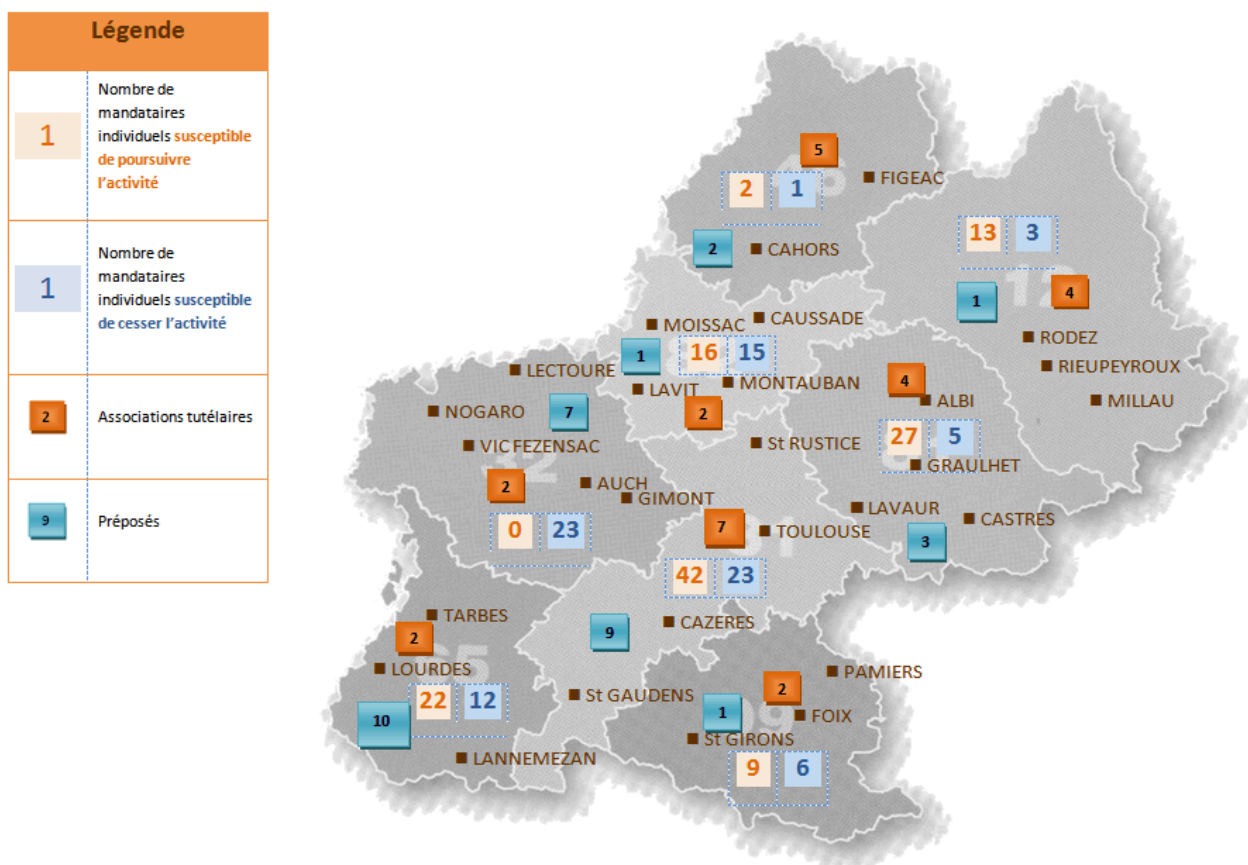 Légende
1
Nombre de
mandataires
individuels susceptible
de poursuivre
l’activité
1
Nombre de
mandataires
individuels susceptible
de cesser l’activité
2
Associations tutélaires
9
Préposés
5
46
FIGEAC
2 1
2
CAHORS
13 3
12
4
1
RODEZ
RIEUPEYROUX
MILLAU
MOISSAC
CAUSSADE
1
16 15
LAVIT
MONTAUBAN
2
LECTOURE
NOGARO
7
VIC FEZENSAC
2
AUCH
GIMONT
0 23
4
ALBI
27 5
GRAULHET
LAVAUR
CASTRES
3
St RUSTICE
7
TOULOUSE
42 23
CAZERES
9
St GAUDENS
TARBES
2
65
LOURDES
22 12
10
LANNEMEZAN
PAMIERS
2
1
09
FOIX
St GIRONS
9 6